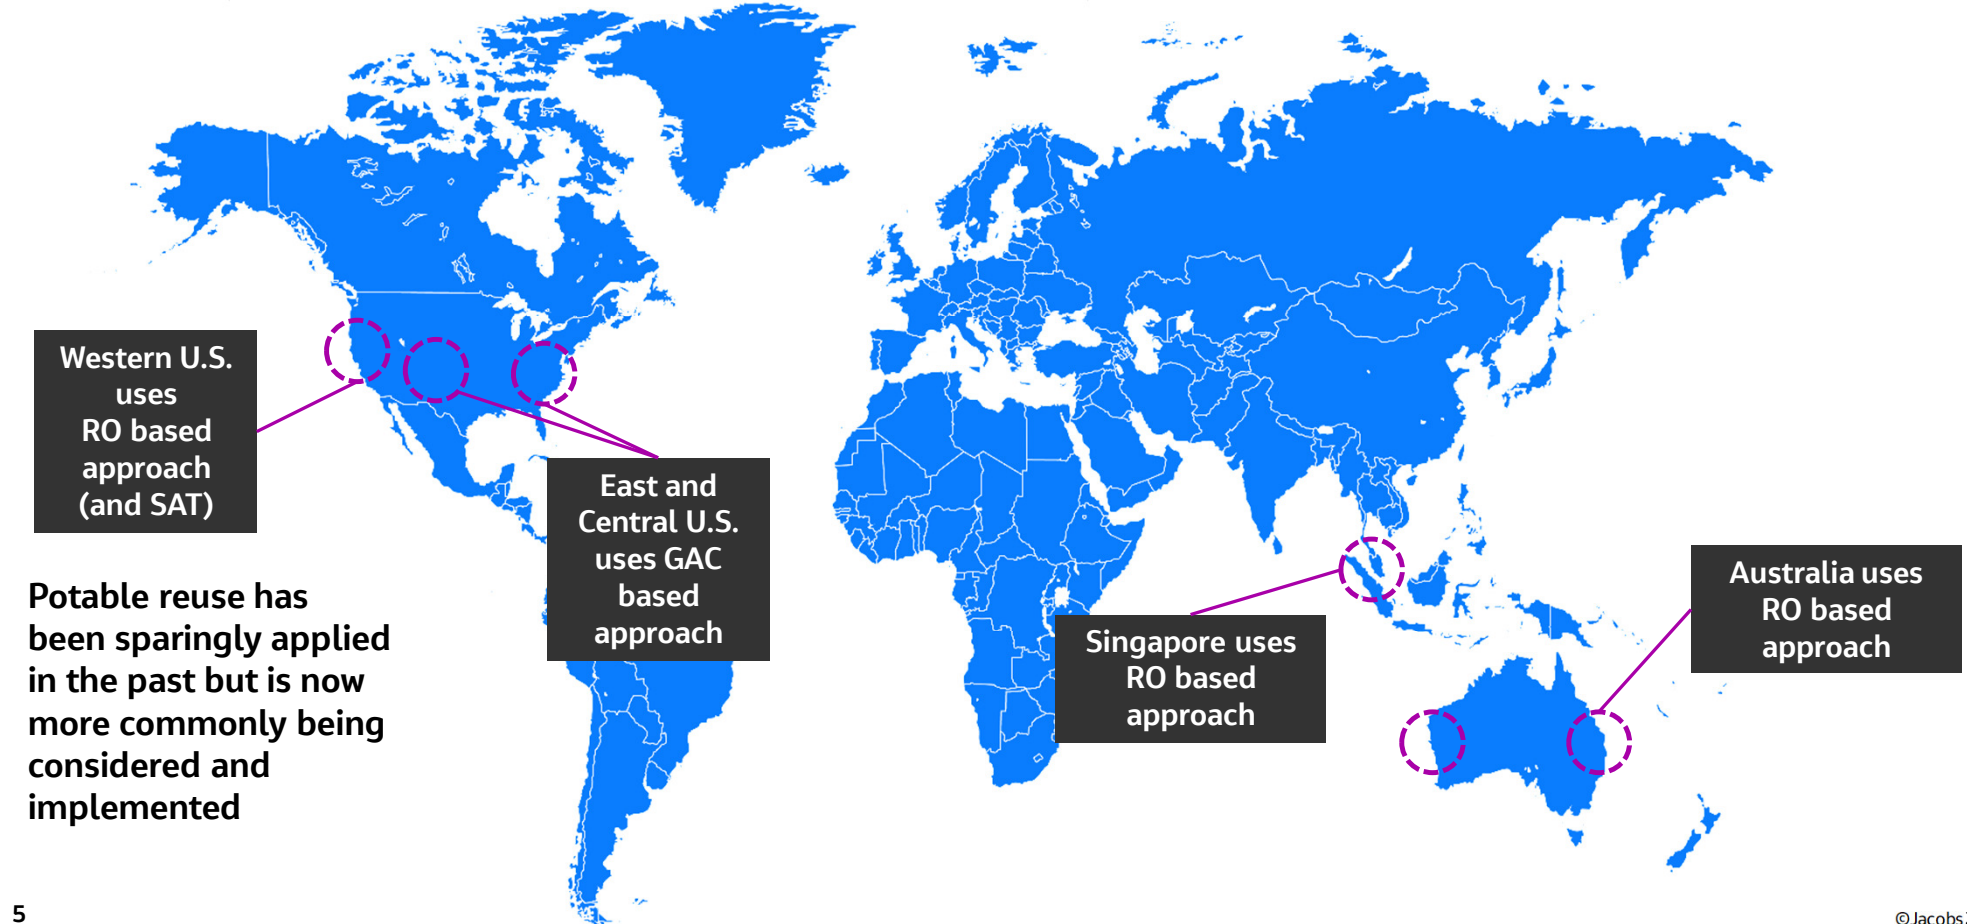 Western U.S.
uses
RO based
approach
(and SAT)
East and
Central U.S.
uses GAC
based
approach
Singapore uses
RO based
approach
Australia uses
RO based
approach
Potable reuse has
been sparingly applied
in the past but is now
more commonly being
considered and
implemented
5
©Jacobs